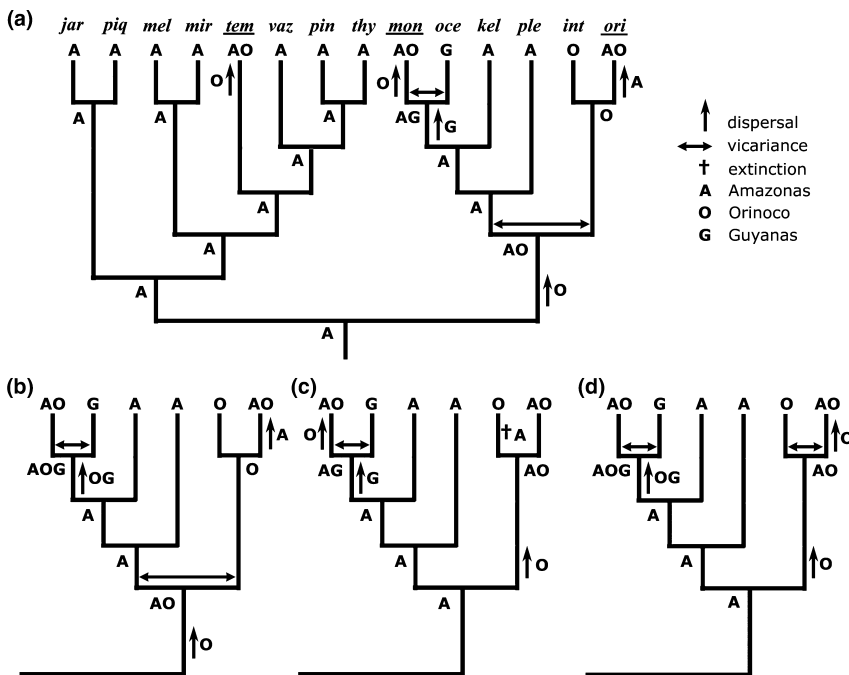 (a) jar piq mel mir tem vaz pin thy mon oce kel ple int ori
A A A A AO A A A AO G A A O AO
O O A
A A AG O
G
A A
A A
A AO
A O
A
dispersal
vicariance
extinction
A Amazonas
O Orinoco
G Guyanas
(b)
AO G A A O AO
A
AOG O
OG
A
A
AO
O
(c)
AO G A A O AO
O A
AG AO
G
A
A O
A
(d)
AO G A A O AO
O
AOG AO
OG
A
A O
A